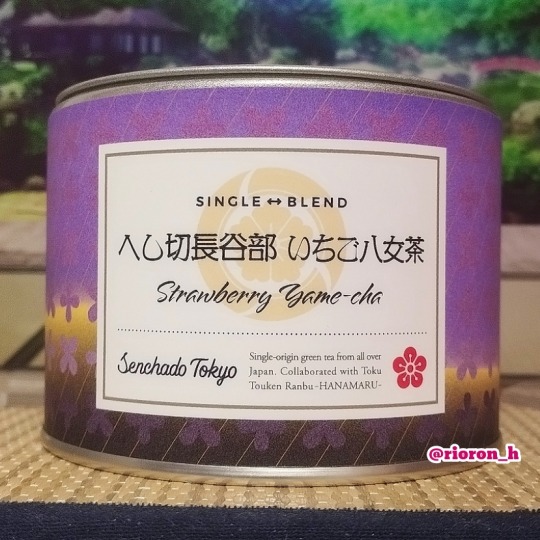 SINGLE ↔ BLEND
へし切長谷部 いちご八女茶
Strawberry Yame-cha
Senchado Tokyo
Single-origin green tea from all over
Japan. Collaborated with Toku
Touken Ranbu -HANAMARU-
@rioron_h